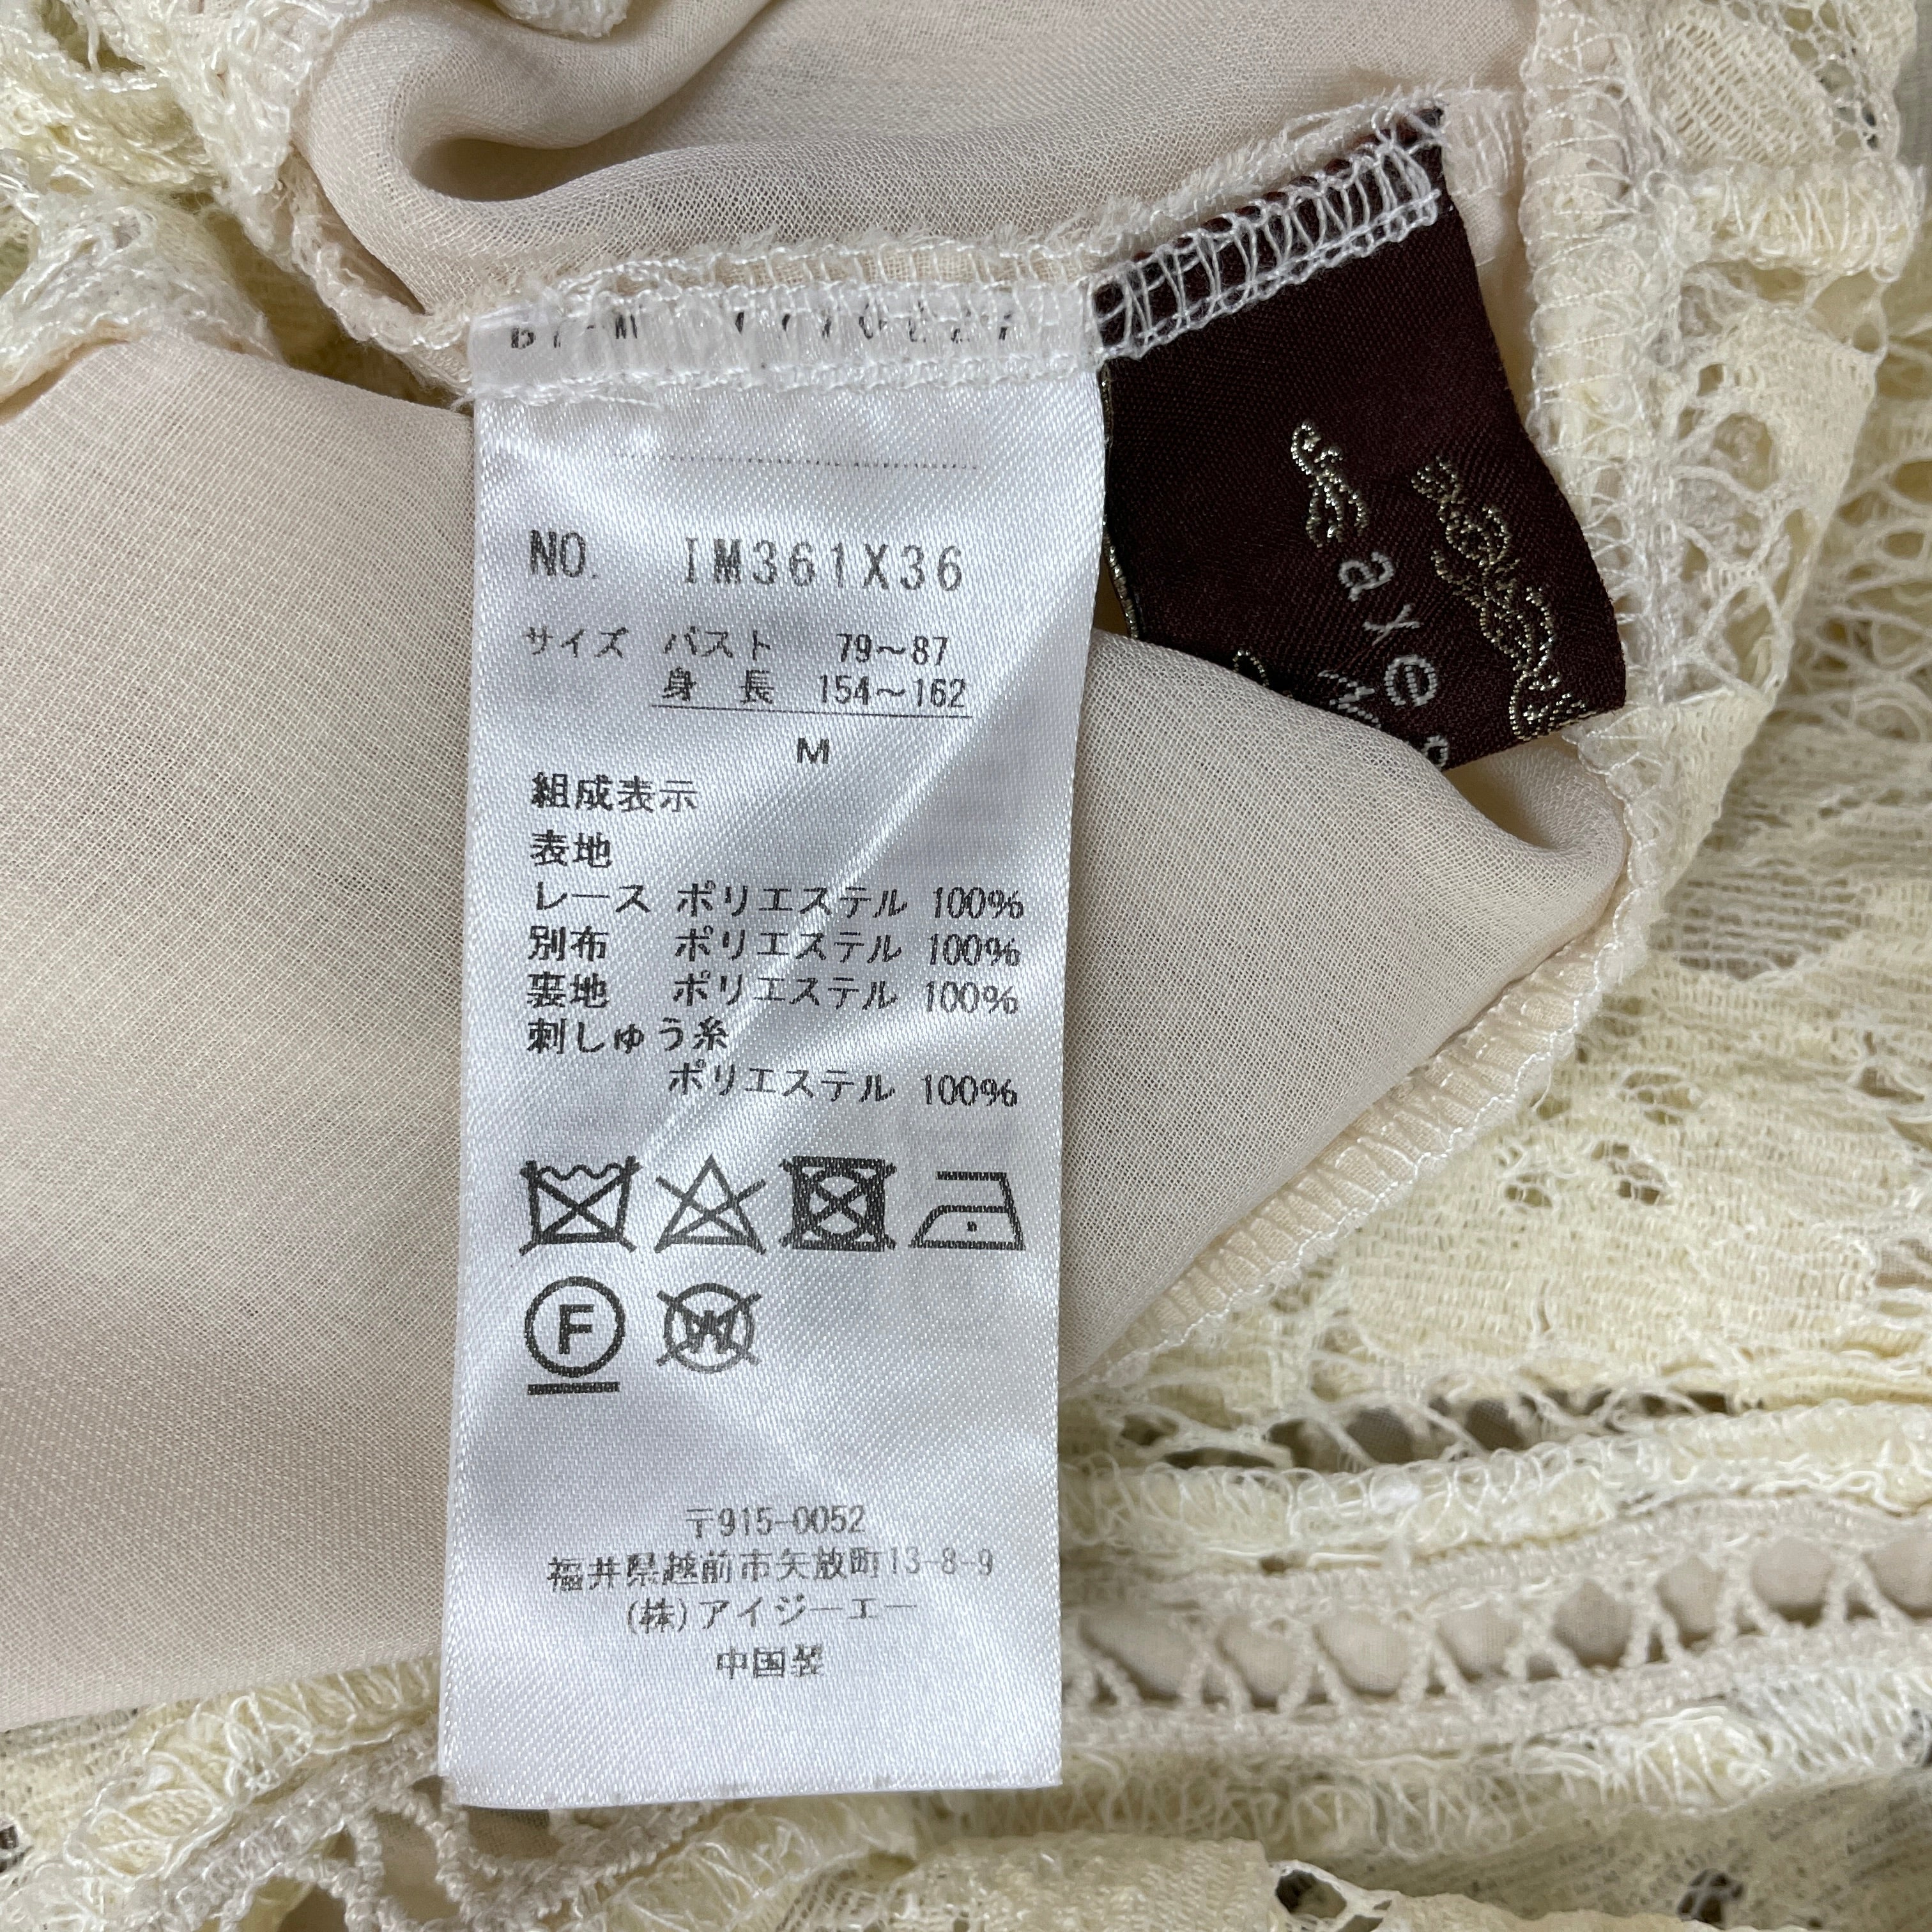 NO. IM361X36
サイズ バスト 79～87
身 長 154～162
M
組成表示
表地
レース ポリエステル 100%
別布 ポリエステル 100%
裏地 ポリエステル 100%
刺しゅう糸
ポリエステル 100%
F
W
〒915-0052
福井県越前市矢放町13-8-9
(株)アイジーエー
中国製
axes